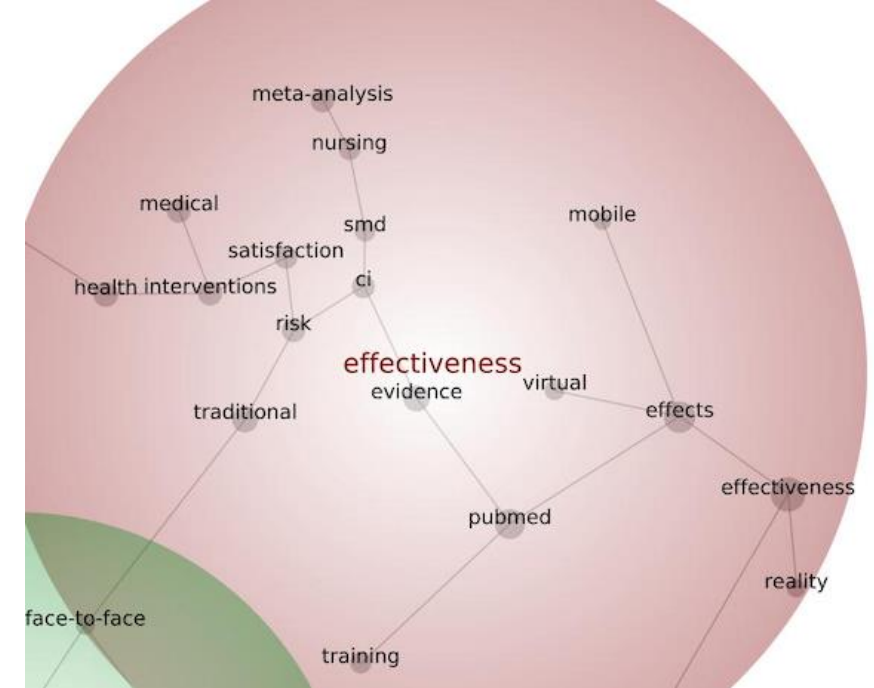 meta-analysis
nursing
medical
mobile
smd
satisfaction
ci
health interventions
risk
effectiveness
virtual
evidence
traditional
effects
effectiveness
pubmed
reality
face-to-face
training